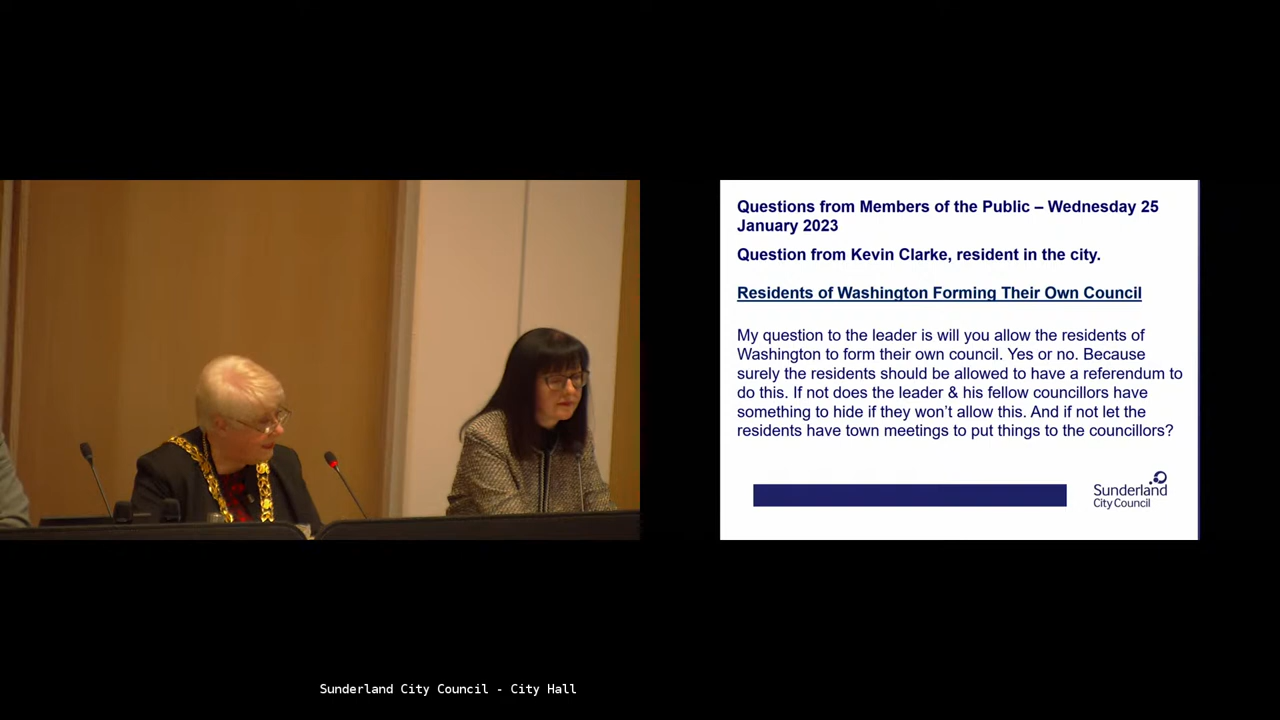 Questions from Members of the Public – Wednesday 25
January 2023
Question from Kevin Clarke, resident in the city.
Residents of Washington Forming Their Own Council
My question to the leader is will you allow the residents of
Washington to form their own council. Yes or no. Because
surely the residents should be allowed to have a referendum to
do this. If not does the leader & his fellow councillors have
something to hide if they won’t allow this. And if not let the
residents have town meetings to put things to the councillors?
Sunderland
City Council
Sunderland City Council - City Hall